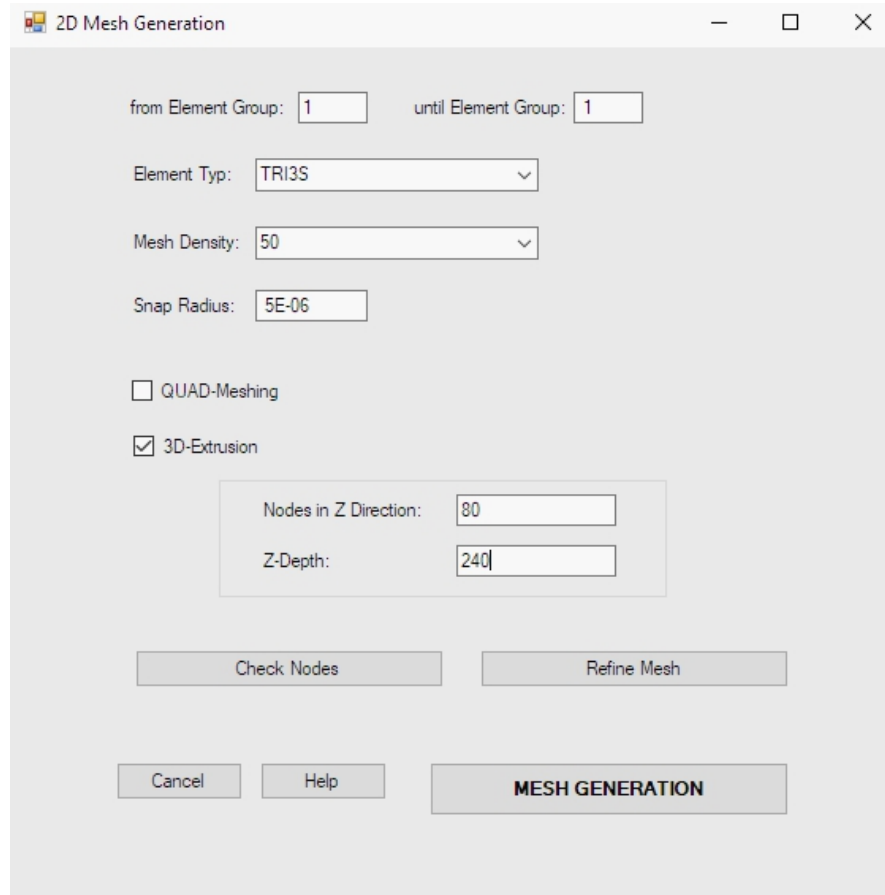 2D Mesh Generation
from Element Group: 1 until Element Group: 1
Element Typ: TRI3S
Mesh Density: 50
Snap Radius: 5E-06
QUAD-Meshing
3D-Extrusion
Nodes in Z Direction: 80
Z-Depth: 240
Check Nodes Refine Mesh
Cancel Help MESH GENERATION